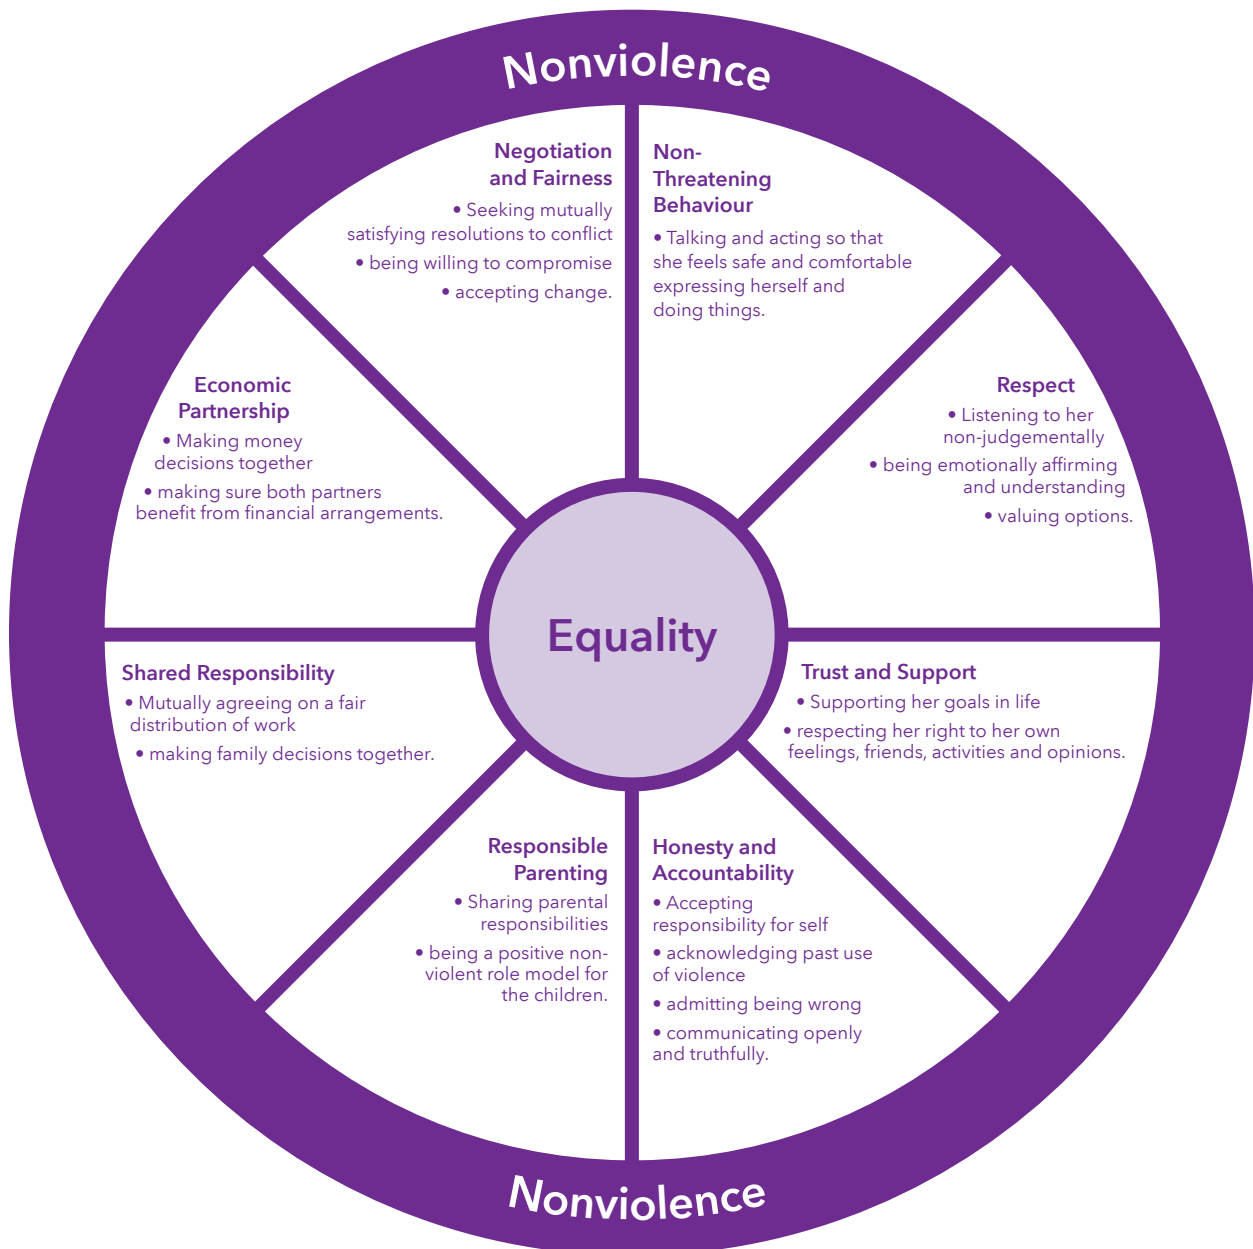 Nonviolence
Negotiation
and Fairness
• Seeking mutually
satisfying resolutions to conflict
• being willing to compromise
• accepting change.
Non-
Threatening
Behaviour
• Talking and acting so that
she feels safe and comfortable
expressing herself and
doing things.
Economic
Partnership
• Making money
decisions together
• making sure both partners
benefit from financial arrangements.
Respect
• Listening to her
non-judgementally
• being emotionally affirming
and understanding
• valuing options.
Equality
Shared Responsibility
• Mutually agreeing on a fair
distribution of work
• making family decisions together.
Trust and Support
• Supporting her goals in life
• respecting her right to her own
feelings, friends, activities and opinions.
Responsible
Parenting
• Sharing parental
responsibilities
• being a positive non-
violent role model for
the children.
Honesty and
Accountability
• Accepting
responsibility for self
• acknowledging past use
of violence
• admitting being wrong
• communicating openly
and truthfully.
Nonviolence